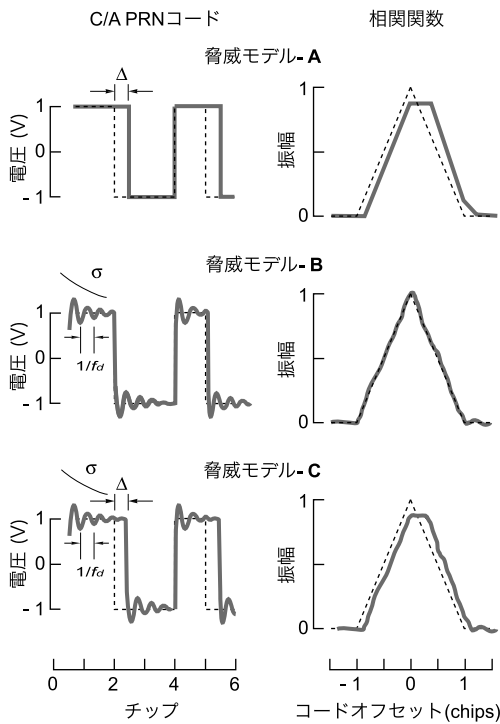 C/A PRNコード
相関関数
脅威モデル- A
Δ
電圧 (V)
1
0
- 1
振幅
1
0
脅威モデル- B
σ
1/fd
電圧 (V)
1
0
- 1
振幅
1
0
脅威モデル- C
σ
Δ
1/fd
電圧 (V)
1
0
- 1
振幅
1
0
0 2 4 6
チップ
- 1 0 1
コードオフセット(chips)